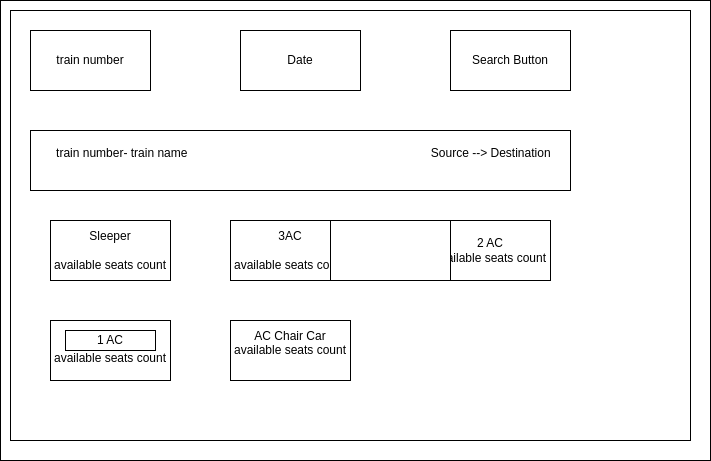 train number
Date
Search Button
train number- train name
Source --> Destination
Sleeper
available seats count
3AC
available seats co
2 AC
ilable seats count
1 AC
available seats count
AC Chair Car
available seats count